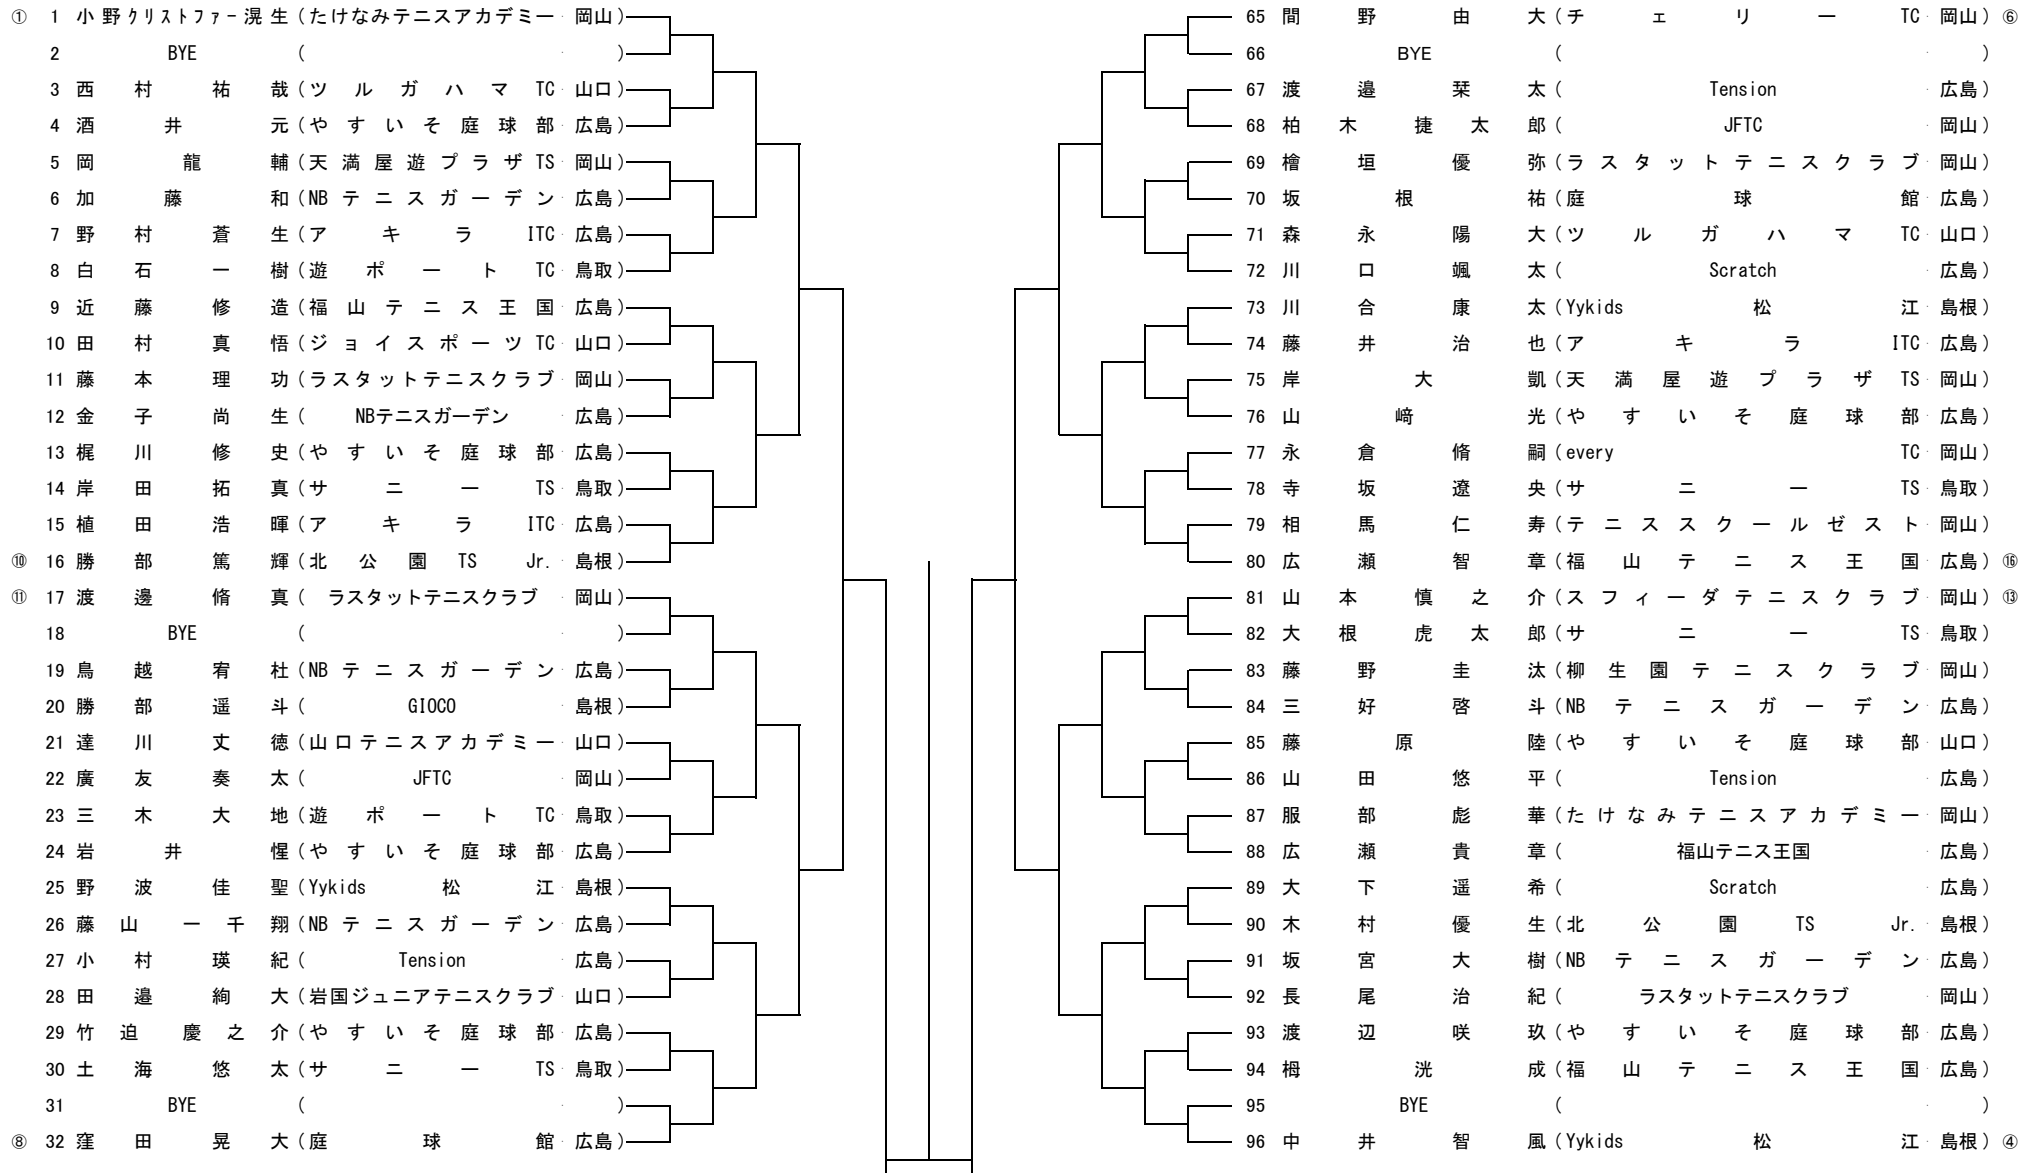 ① 1 小野クリストファー滉生 (たけなみテニスアカデミー・岡山)
2 BYE ( ・ )
3 西村祐哉 (ツルガハマTC・山口)
4 酒井元 (やすいそ庭球部・広島)
5 岡龍輔 (天満屋遊プラザTS・岡山)
6 加藤和 (NBテニスガーデン・広島)
7 野村蒼生 (アキラITC・広島)
8 白石一樹 (遊ポートTC・鳥取)
9 近藤修造 (福山テニス王国・広島)
10 田村真悟 (ジョイスポーツTC・山口)
11 藤本理功 (ラスタットテニスクラブ・岡山)
12 金子尚生 (NBテニスガーデン・広島)
13 梶川修史 (やすいそ庭球部・広島)
14 岸田拓真 (サニーTS・鳥取)
15 植田浩暉 (アキラITC・広島)
⑩ 16 勝部篤輝 (北公園TS Jr.・島根)
⑪ 17 渡邊脩真 (ラスタットテニスクラブ・岡山)
18 BYE ( ・ )
19 鳥越宥杜 (NBテニスガーデン・広島)
20 勝部遥斗 (GIOCO・島根)
21 達川丈徳 (山口テニスアカデミー・山口)
22 廣友奏太 (JFTC・岡山)
23 三木大地 (遊ポートTC・鳥取)
24 岩井惺 (やすいそ庭球部・広島)
25 野波佳聖 (Yykids松江・島根)
26 藤山一千翔 (NBテニスガーデン・広島)
27 小村瑛紀 (Tension・広島)
28 田邉絢大 (岩国ジュニアテニスクラブ・山口)
29 竹迫慶之介 (やすいそ庭球部・広島)
30 土海悠太 (サニーTS・鳥取)
31 BYE ( ・ )
⑧ 32 窪田晃大 (庭球館・広島)
65 間野由大 (チェリーTC・岡山) ⑥
66 BYE ( ・ )
67 渡邉栞太 (Tension・広島)
68 柏木捷太郎 (JFTC・岡山)
69 檜垣優弥 (ラスタットテニスクラブ・岡山)
70 坂根祐 (庭球館・広島)
71 森永陽大 (ツルガハマTC・山口)
72 川口颯太 (Scratch・広島)
73 川合康太 (Yykids松江・島根)
74 藤井治也 (アキラITC・広島)
75 岸大凱 (天満屋遊プラザTS・岡山)
76 山﨑光 (やすいそ庭球部・広島)
77 永倉脩嗣 (every TC・岡山)
78 寺坂遼央 (サニーTS・鳥取)
79 相馬仁寿 (テニススクールゼスト・岡山)
80 広瀬智章 (福山テニス王国・広島) ⑯
81 山本慎之介 (スフィーダテニスクラブ・岡山) ⑬
82 大根虎太郎 (サニーTS・鳥取)
83 藤野圭汰 (柳生園テニスクラブ・岡山)
84 三好啓斗 (NBテニスガーデン・広島)
85 藤原陸 (やすいそ庭球部・山口)
86 山田悠平 (Tension・広島)
87 服部彪華 (たけなみテニスアカデミー・岡山)
88 広瀬貴章 (福山テニス王国・広島)
89 大下遥希 (Scratch・広島)
90 木村優生 (北公園TS Jr.・島根)
91 坂宮大樹 (NBテニスガーデン・広島)
92 長尾治紀 (ラスタットテニスクラブ・岡山)
93 渡辺咲玖 (やすいそ庭球部・広島)
94 栂洸成 (福山テニス王国・広島)
95 BYE ( ・ )
96 中井智風 (Yykids松江・島根) ④